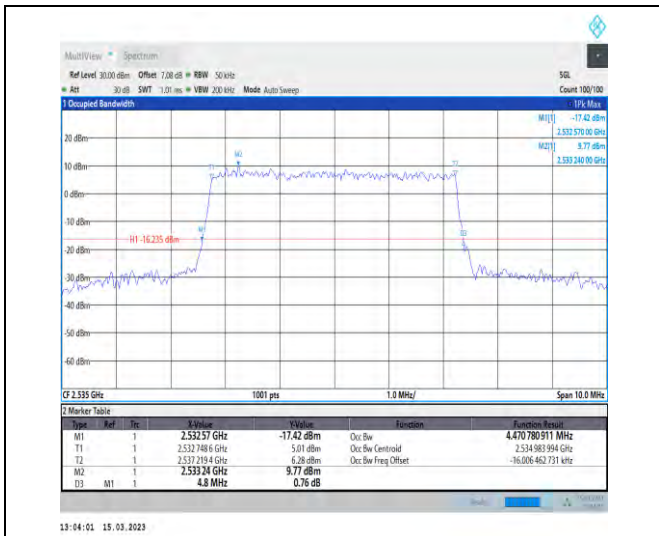 MultiView Spectrum
Ref Level 30.00 dBm Offset 7.08 dB RBW 50 kHz SGL
Att 30 dB SWT 1.01 ms VBW 200 kHz Mode Auto Sweep Count 100/100
1 Occupied Bandwidth 1Pk Max
M1[1] -17.42 dBm
2.532 570 00 GHz
M2[1] 9.77 dBm
2.533 240 00 GHz
20 dBm
M2
10 dBm
T1 T2
0 dBm
-10 dBm
M1 D3
H1 -16.235 dBm
-20 dBm
-30 dBm
-40 dBm
-50 dBm
-60 dBm
CF 2.535 GHz 1001 pts 1.0 MHz/ Span 10.0 MHz
2 Marker Table
Type Ref Trc X-Value Y-Value Function Function Result
M1 1 2.53257 GHz -17.42 dBm Occ Bw 4.470 780 911 MHz
T1 1 2.532 748 6 GHz 5.01 dBm Occ Bw Centroid 2.534 983 994 GHz
T2 1 2.537 219 4 GHz 6.28 dBm Occ Bw Freq Offset -16.006 462 731 kHz
M2 1 2.53324 GHz 9.77 dBm
D3 M1 1 4.8 MHz 0.76 dB
13:04:01 15.03.2023